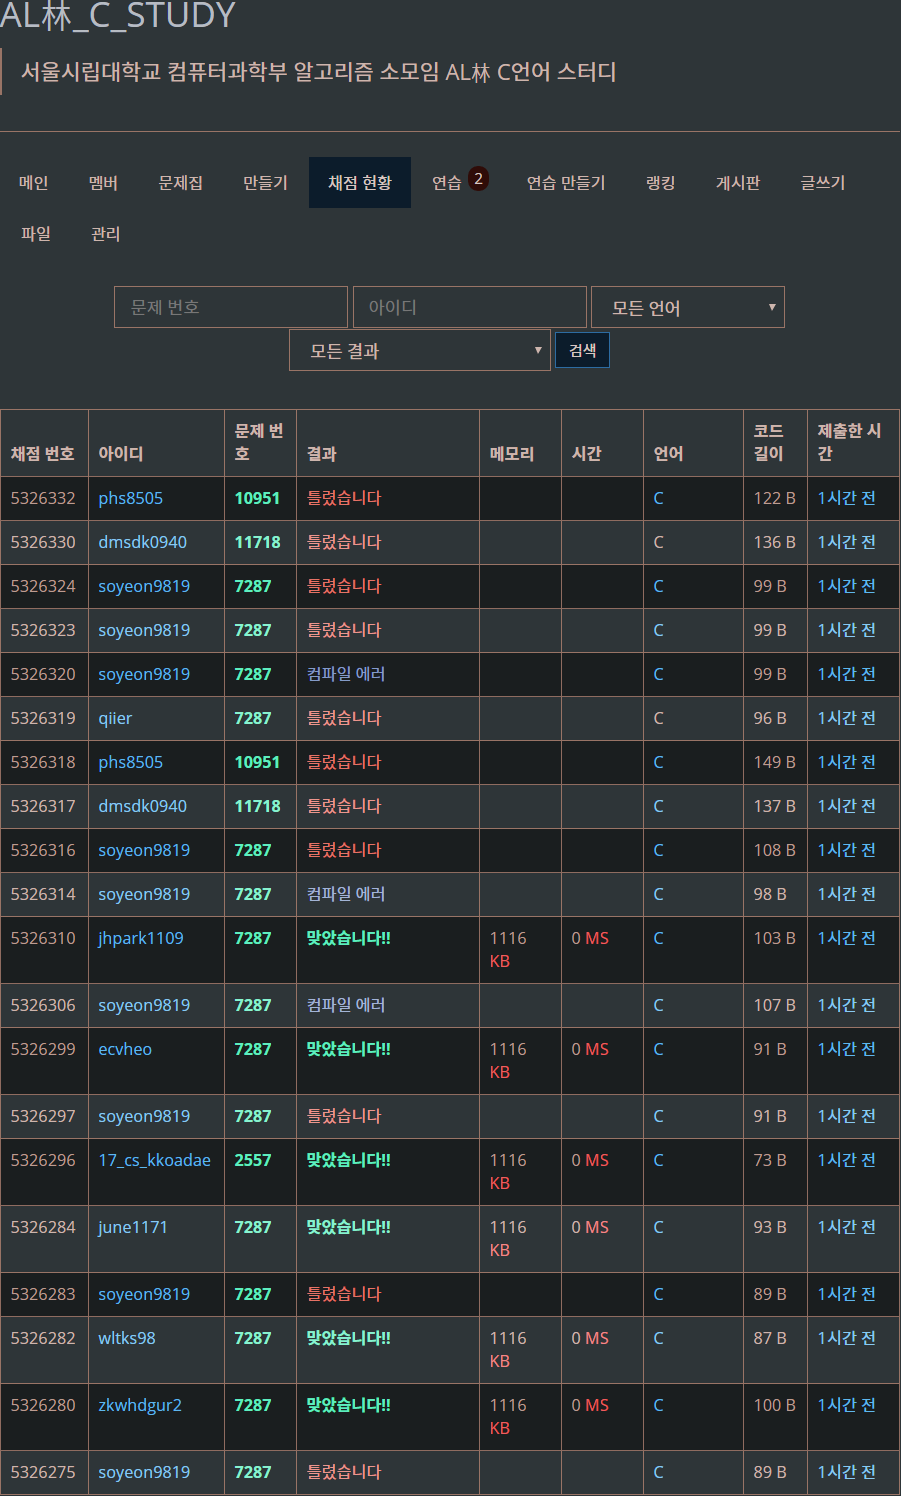 AL林_C_STUDY
서울시립대학교 컴퓨터과학부 알고리즘 소모임 AL林 C언어 스터디
메인 멤버 문제집 만들기 채점 현황 연습 2 연습 만들기 랭킹 게시판 글쓰기
파일 관리
문제 번호 아이디 모든 언어
모든 결과 검색
채점 번호 아이디 문제 번호 결과 메모리 시간 언어 코드 길이 제출한 시간
5326332 phs8505 10951 틀렸습니다 C 122 B 1시간 전
5326330 dmsdk0940 11718 틀렸습니다 C 136 B 1시간 전
5326324 soyeon9819 7287 틀렸습니다 C 99 B 1시간 전
5326323 soyeon9819 7287 틀렸습니다 C 99 B 1시간 전
5326320 soyeon9819 7287 컴파일 에러 C 99 B 1시간 전
5326319 qiier 7287 틀렸습니다 C 96 B 1시간 전
5326318 phs8505 10951 틀렸습니다 C 149 B 1시간 전
5326317 dmsdk0940 11718 틀렸습니다 C 137 B 1시간 전
5326316 soyeon9819 7287 틀렸습니다 C 108 B 1시간 전
5326314 soyeon9819 7287 컴파일 에러 C 98 B 1시간 전
5326310 jhpark1109 7287 맞았습니다!! 1116 KB 0 MS C 103 B 1시간 전
5326306 soyeon9819 7287 컴파일 에러 C 107 B 1시간 전
5326299 ecvheo 7287 맞았습니다!! 1116 KB 0 MS C 91 B 1시간 전
5326297 soyeon9819 7287 틀렸습니다 C 91 B 1시간 전
5326296 17_cs_kkoadae 2557 맞았습니다!! 1116 KB 0 MS C 73 B 1시간 전
5326284 june1171 7287 맞았습니다!! 1116 KB 0 MS C 93 B 1시간 전
5326283 soyeon9819 7287 틀렸습니다 C 89 B 1시간 전
5326282 wltks98 7287 맞았습니다!! 1116 KB 0 MS C 87 B 1시간 전
5326280 zkwhdgur2 7287 맞았습니다!! 1116 KB 0 MS C 100 B 1시간 전
5326275 soyeon9819 7287 틀렸습니다 C 89 B 1시간 전